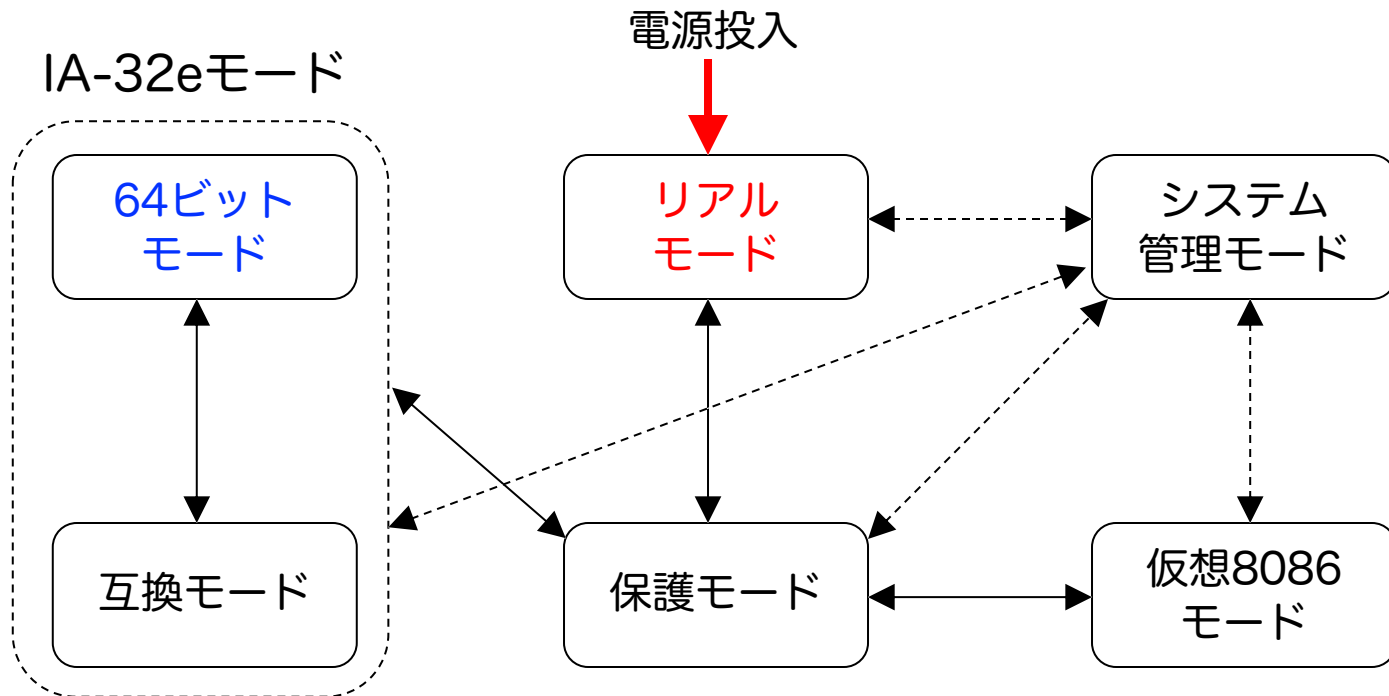 電源投入
IA-32eモード
64ビット
モード
リアル
モード
システム
管理モード
互換モード
保護モード
仮想8086
モード